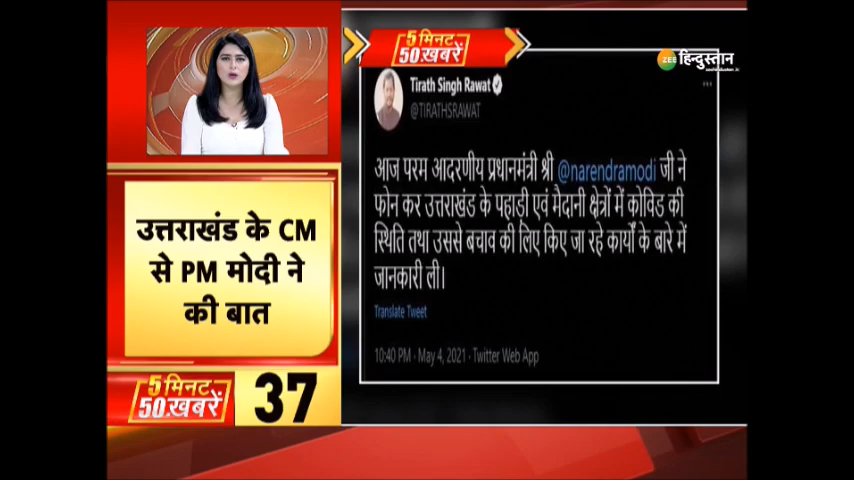 5 मिनट
50 ख़बरें
ZEE हिन्दुस्तान
Tirath Singh Rawat
@TIRATHSRAWAT
आज परम आदरणीय प्रधानमंत्री श्री @narendramodi जी ने
फोन कर उत्तराखंड के पहाड़ी एवं मैदानी क्षेत्रों में कोविड की
स्थिति तथा उससे बचाव की लिए किए जा रहे कार्यों के बारे में
जानकारी ली।
Translate Tweet
10:40 PM · May 4, 2021 · Twitter Web App
उत्तराखंड के CM
से PM मोदी ने
की बात
5 मिनट
50 ख़बरें
37